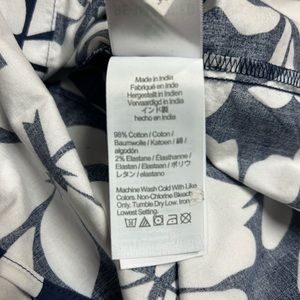 Made in India
Fabriqué en Inde
Hergestellt in Indien
Vervaardigd in India
インド製
hecho en India
98% Cotton / Coton /
Baumwolle / Katoen / 綿 /
algodón
2% Elastane / Élasthanne /
Elastan / Elastaan / ポリウ
レタン / elastano
Machine Wash Cold With Like
Colors. Non-Chlorine Bleach
Only. Tumble Dry Low. Iron
Lowest Setting.